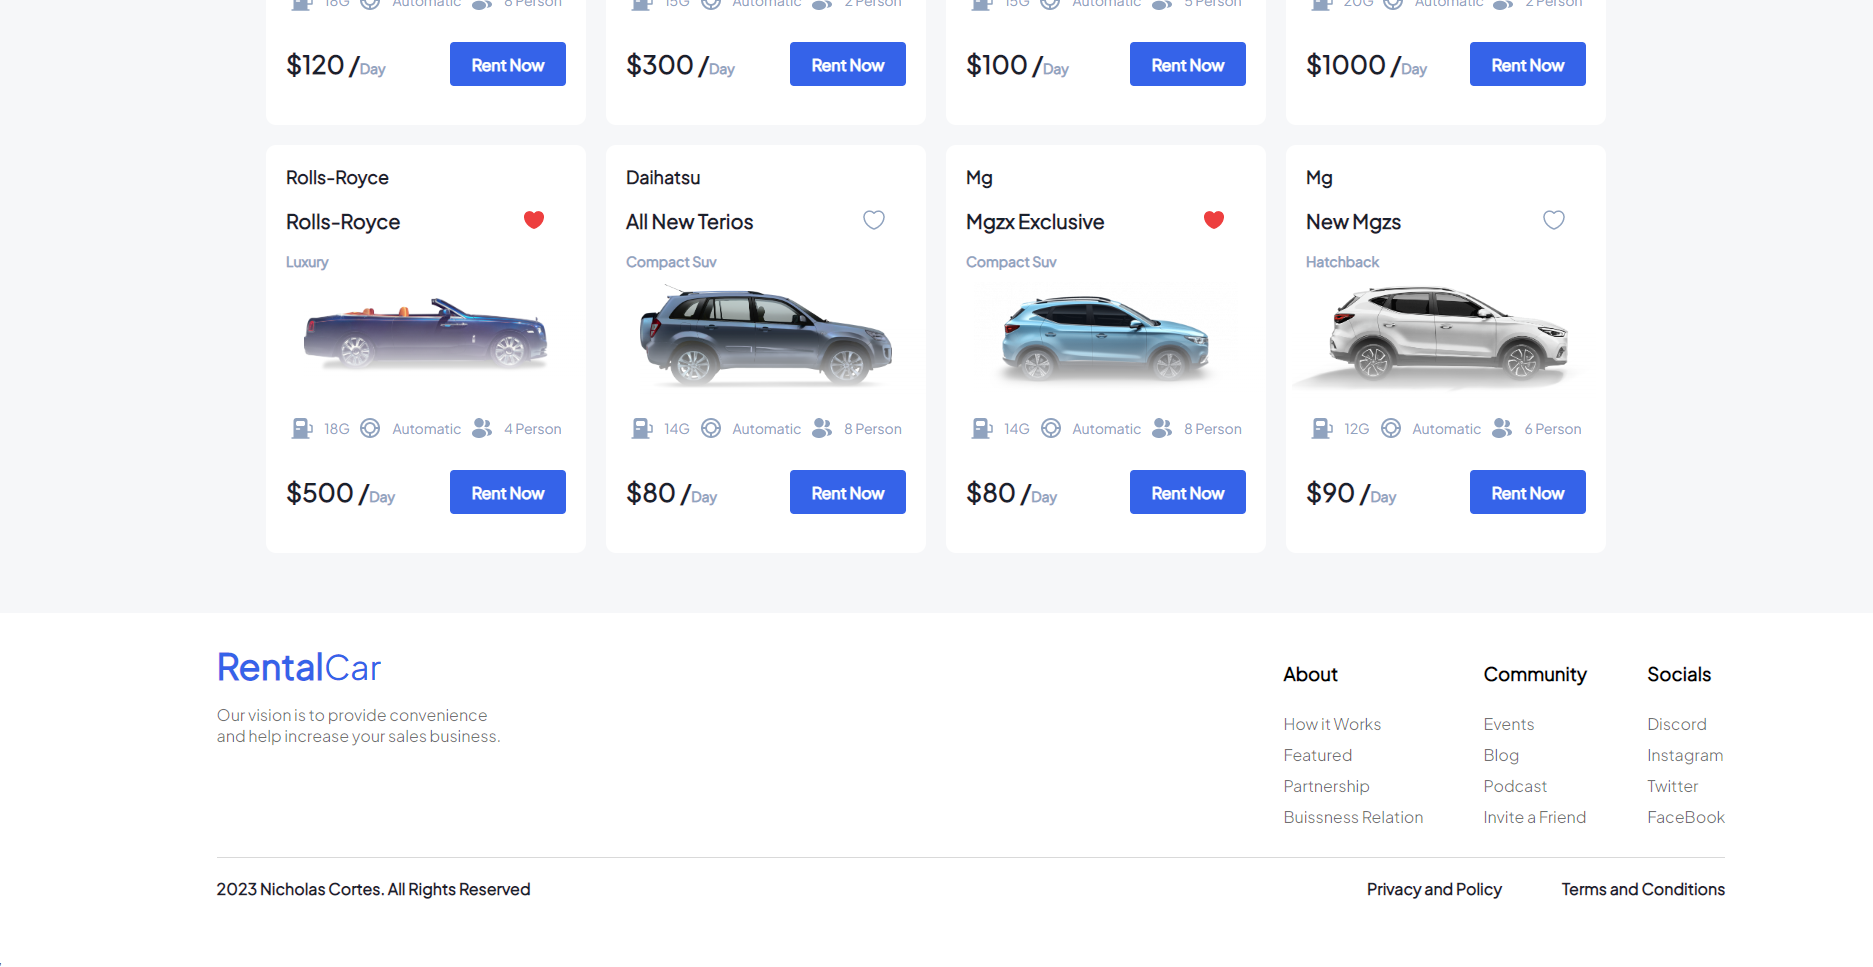 18G Automatic 8 Person
15G Automatic 2 Person
15G Automatic 5 Person
20G Automatic 2 Person
$120 /Day Rent Now
$300 /Day Rent Now
$100 /Day Rent Now
$1000 /Day Rent Now
Rolls-Royce
Rolls-Royce
Luxury
18G Automatic 4 Person
$500 /Day Rent Now
Daihatsu
All New Terios
Compact Suv
14G Automatic 8 Person
$80 /Day Rent Now
Mg
Mgzx Exclusive
Compact Suv
14G Automatic 8 Person
$80 /Day Rent Now
Mg
New Mgzs
Hatchback
12G Automatic 6 Person
$90 /Day Rent Now
RentalCar
Our vision is to provide convenience
and help increase your sales business.
About
How it Works
Featured
Partnership
Buissness Relation
Community
Events
Blog
Podcast
Invite a Friend
Socials
Discord
Instagram
Twitter
FaceBook
2023 Nicholas Cortes. All Rights Reserved
Privacy and Policy
Terms and Conditions